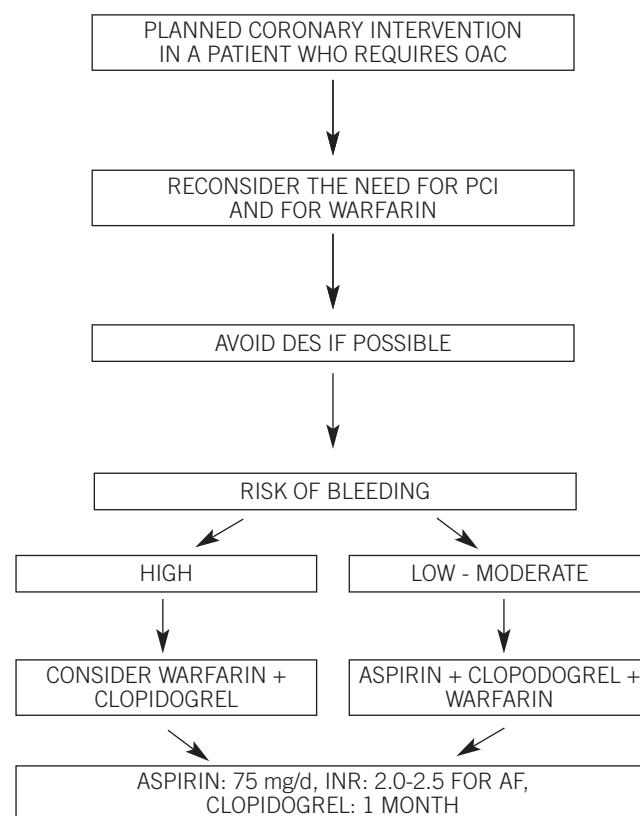 PLANNED CORONARY INTERVENTION
IN A PATIENT WHO REQUIRES OAC
RECONSIDER THE NEED FOR PCI
AND FOR WARFARIN
AVOID DES IF POSSIBLE
RISK OF BLEEDING
HIGH
LOW - MODERATE
CONSIDER WARFARIN +
CLOPIDOGREL
ASPIRIN + CLOPODOGREL +
WARFARIN
ASPIRIN: 75 mg/d, INR: 2.0-2.5 FOR AF,
CLOPIDOGREL: 1 MONTH